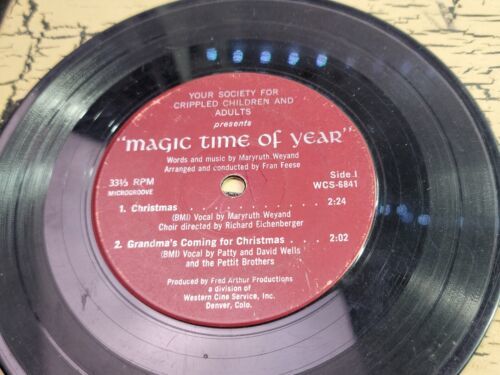 YOUR SOCIETY FOR
CRIPPLED CHILDREN AND
ADULTS
presents
"MAGIC TIME OF YEAR"
Words and music by Maryruth Weyand
Arranged and conducted by Fran Feese
33⅓ RPM
MICROGROOVE
Side I
WCS-6841
1. Christmas . . . . . . . . . . . . . . . . 2:24
(BMI) Vocal by Maryruth Weyand
Choir directed by Richard Eichenberger
2. Grandma's Coming for Christmas . . . . 2:02
(BMI) Vocal by Patty and David Wells
and the Pettit Brothers
Produced by Fred Arthur Productions
a division of
Western Cine Service, Inc.
Denver, Colo.